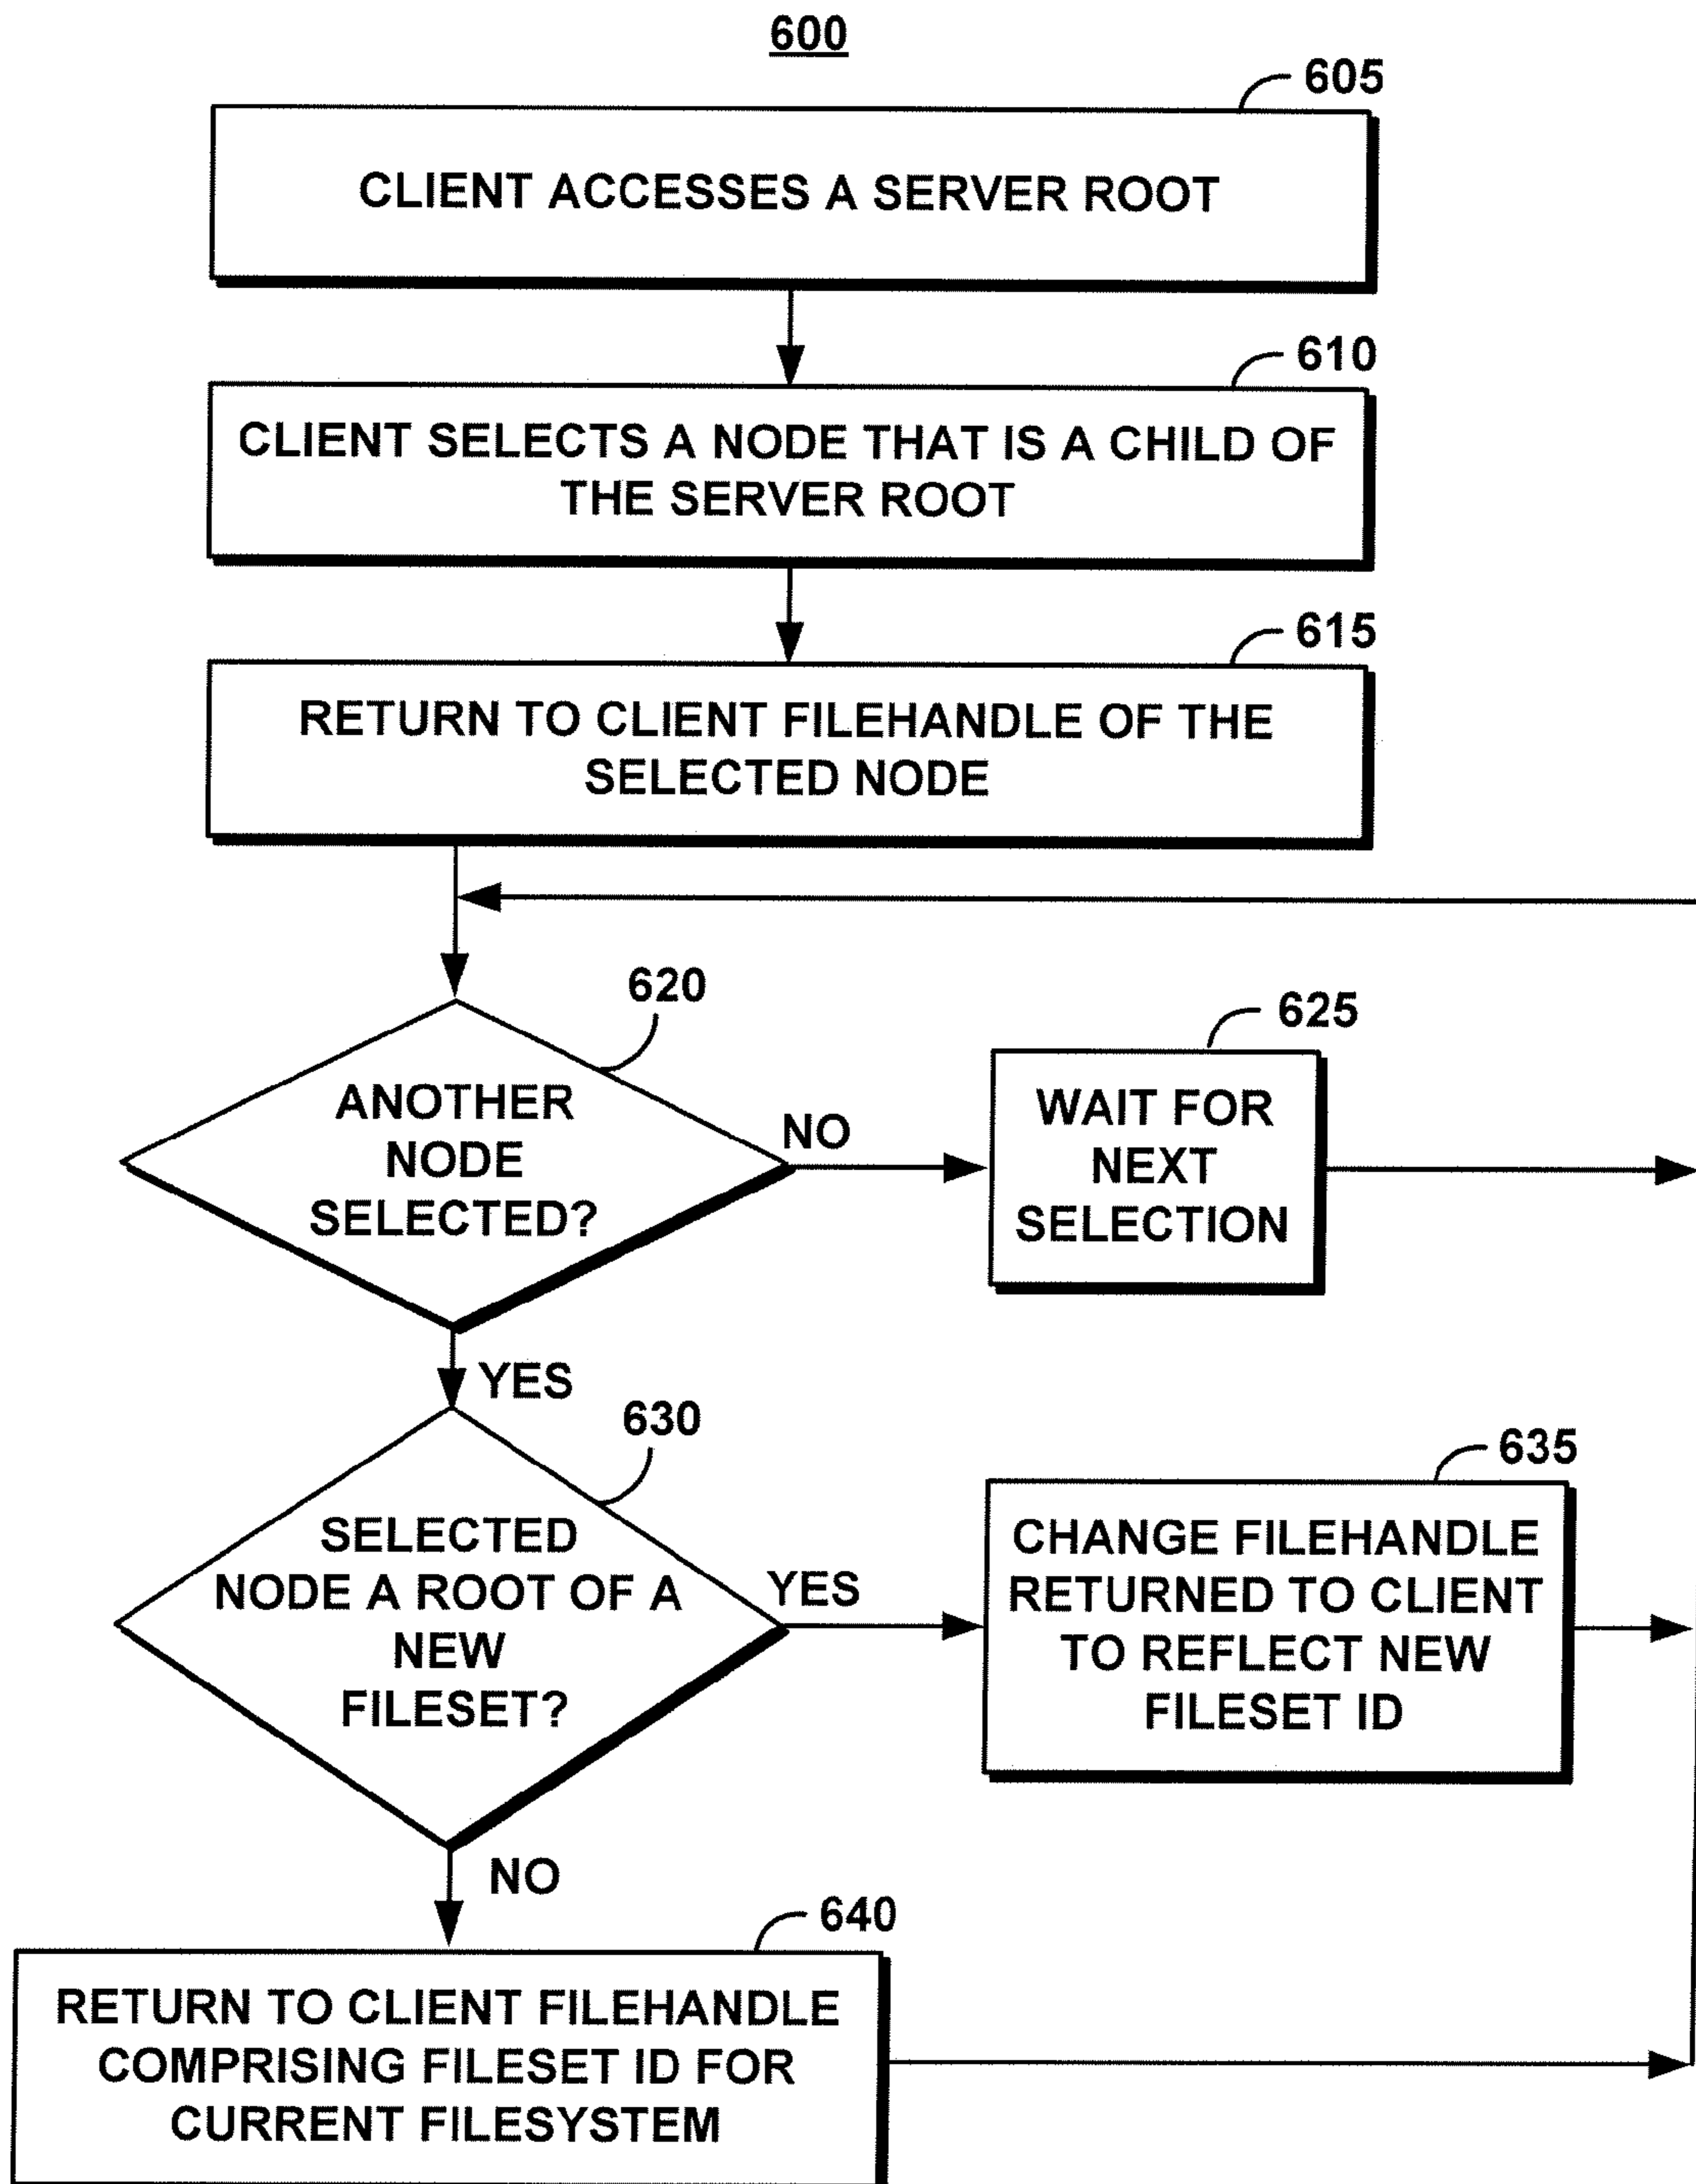 600
605
CLIENT ACCESSES A SERVER ROOT
610
CLIENT SELECTS A NODE THAT IS A CHILD OF
THE SERVER ROOT
615
RETURN TO CLIENT FILEHANDLE OF THE
SELECTED NODE
620
ANOTHER
NODE
SELECTED?
NO
625
WAIT FOR
NEXT
SELECTION
YES
630
SELECTED
NODE A ROOT OF A
NEW
FILESET?
YES
635
CHANGE FILEHANDLE
RETURNED TO CLIENT
TO REFLECT NEW
FILESET ID
NO
640
RETURN TO CLIENT FILEHANDLE
COMPRISING FILESET ID FOR
CURRENT FILESYSTEM